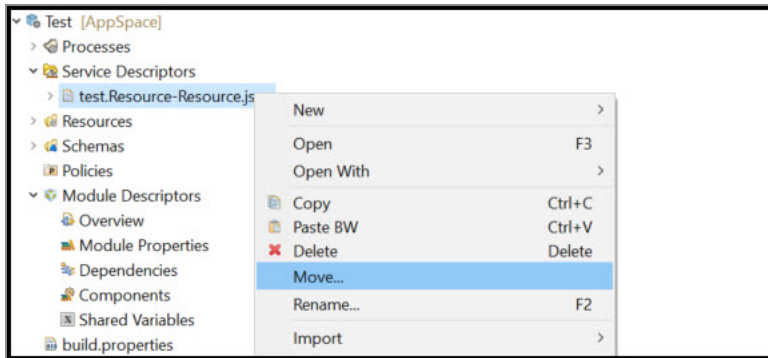 Test [AppSpace]
Processes
Service Descriptors
test.Resource-Resource.js
Resources
Schemas
Policies
Module Descriptors
Overview
Module Properties
Dependencies
Components
Shared Variables
build.properties
New
Open F3
Open With
Copy Ctrl+C
Paste BW Ctrl+V
Delete Delete
Move...
Rename... F2
Import